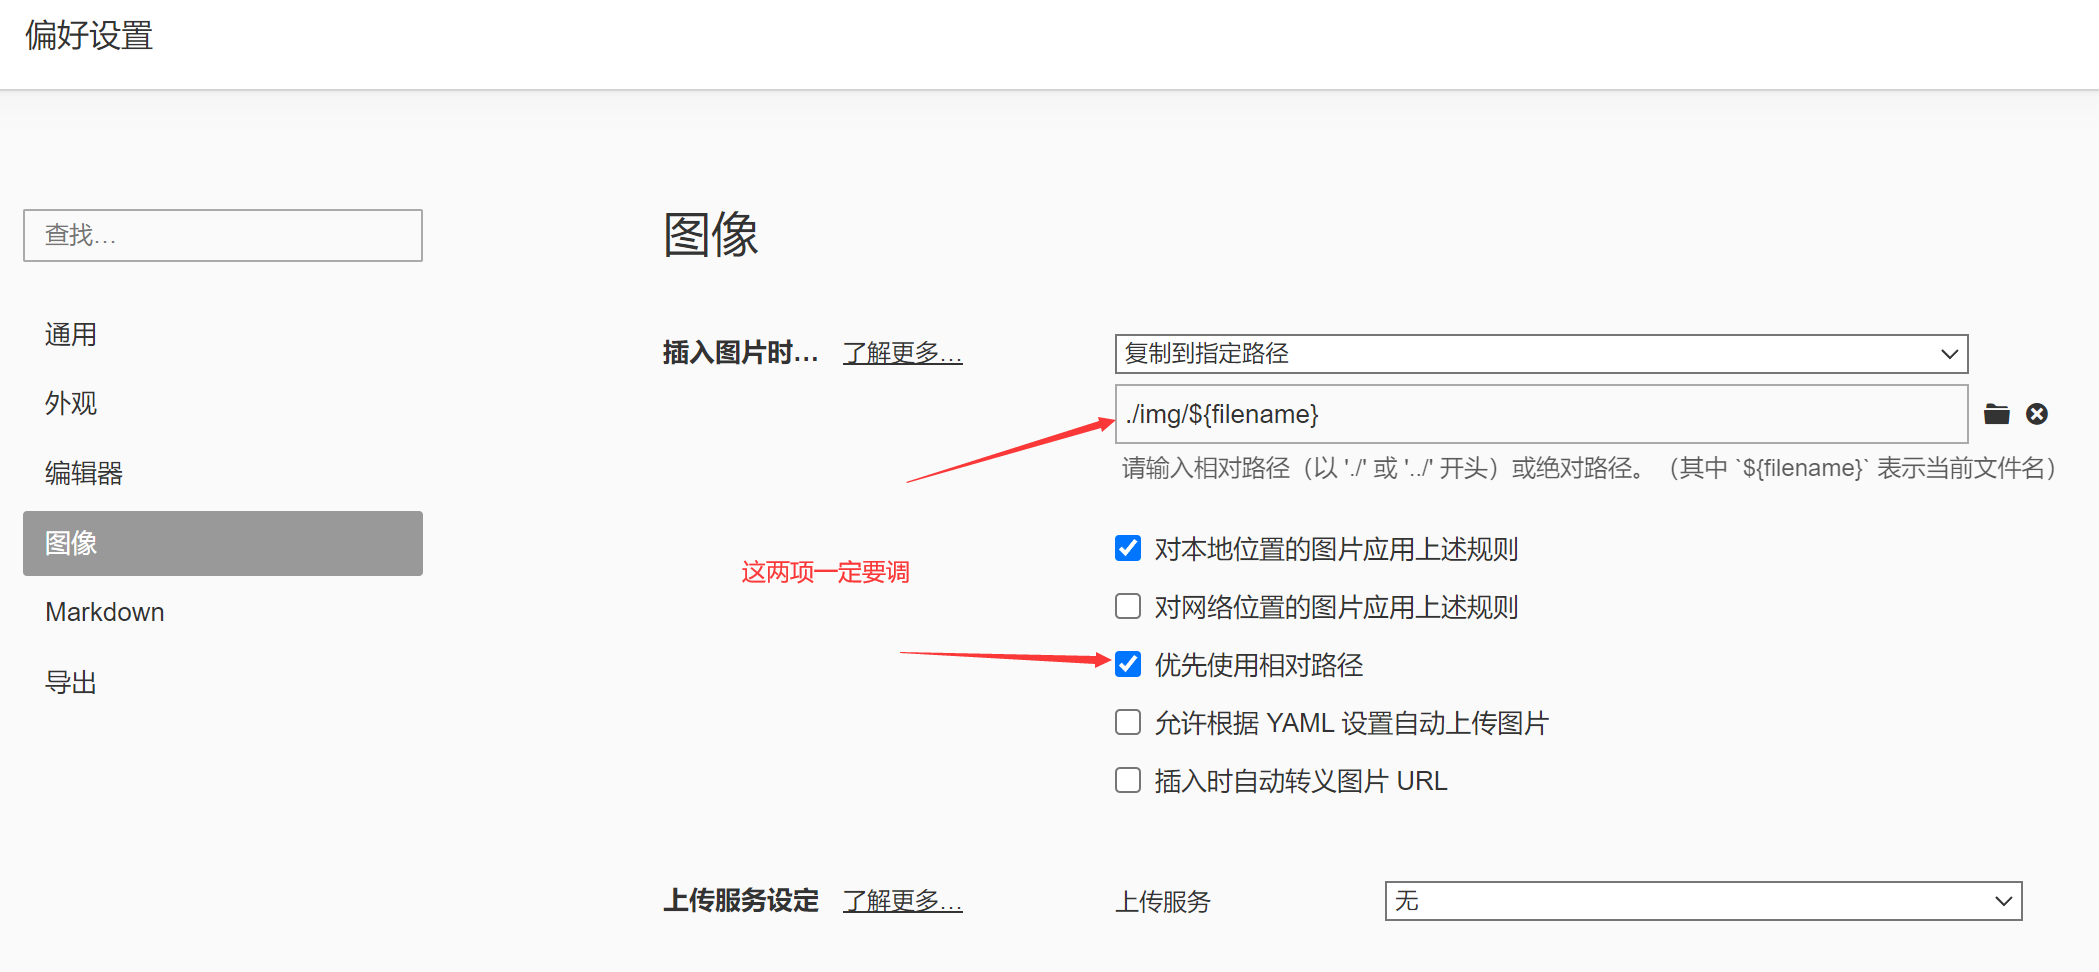 偏好设置
查找…
通用
外观
编辑器
图像
Markdown
导出
图像
插入图片时… 了解更多… 复制到指定路径
./img/${filename}
请输入相对路径（以 './' 或 '../' 开头）或绝对路径。（其中 `${filename}` 表示当前文件名）
对本地位置的图片应用上述规则
这两项一定要调
对网络位置的图片应用上述规则
优先使用相对路径
允许根据 YAML 设置自动上传图片
插入时自动转义图片 URL
上传服务设定 了解更多… 上传服务 无